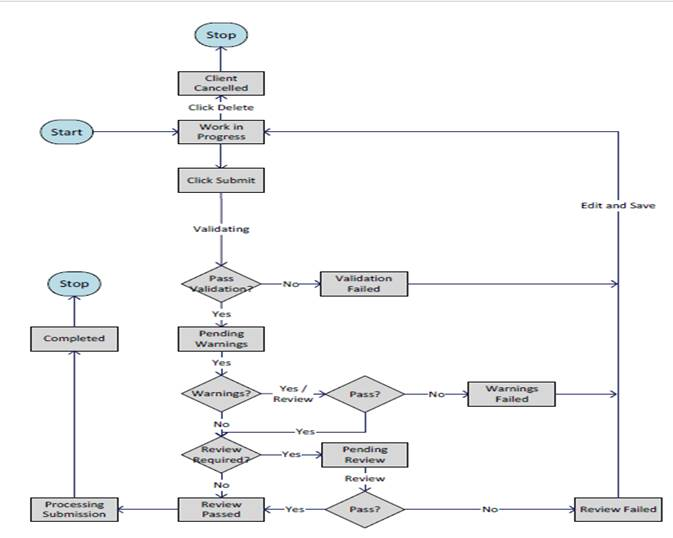 Stop
Client
Cancelled
Click Delete
Start
Work in
Progress
Click Submit
Edit and Save
Validating
Stop
Pass
Validation?
No
Validation
Failed
Yes
Completed
Pending
Warnings
Yes
Warnings?
Yes /
Review
Pass?
No
Warnings
Failed
No
Yes
Review
Required?
Yes
Pending
Review
No
Review
Processing
Submission
Review
Passed
Yes
Pass?
No
Review Failed